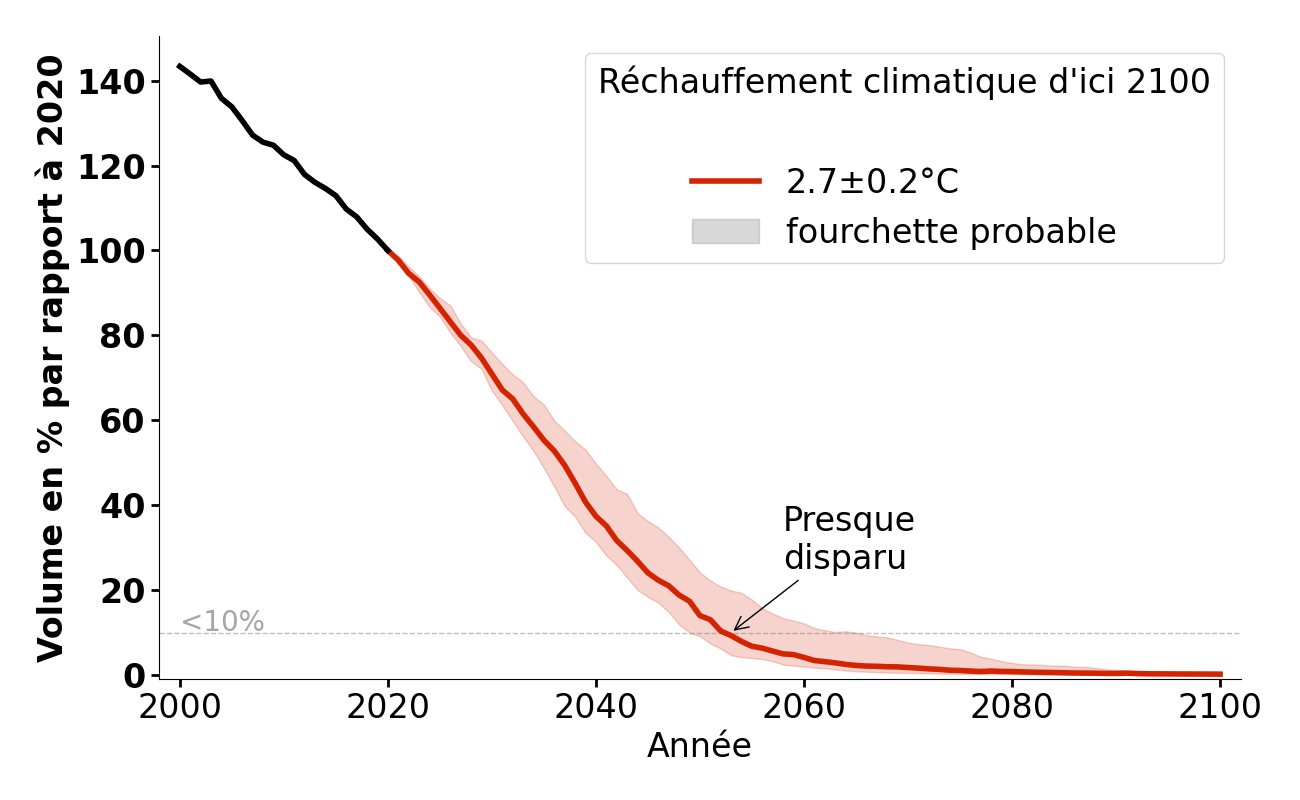 Volume en % par rapport à 2020
140
120
100
80
60
40
20
0
Réchauffement climatique d'ici 2100
2.7±0.2°C
fourchette probable
Presque
disparu
<10%
2000
2020
2040
2060
2080
2100
Année